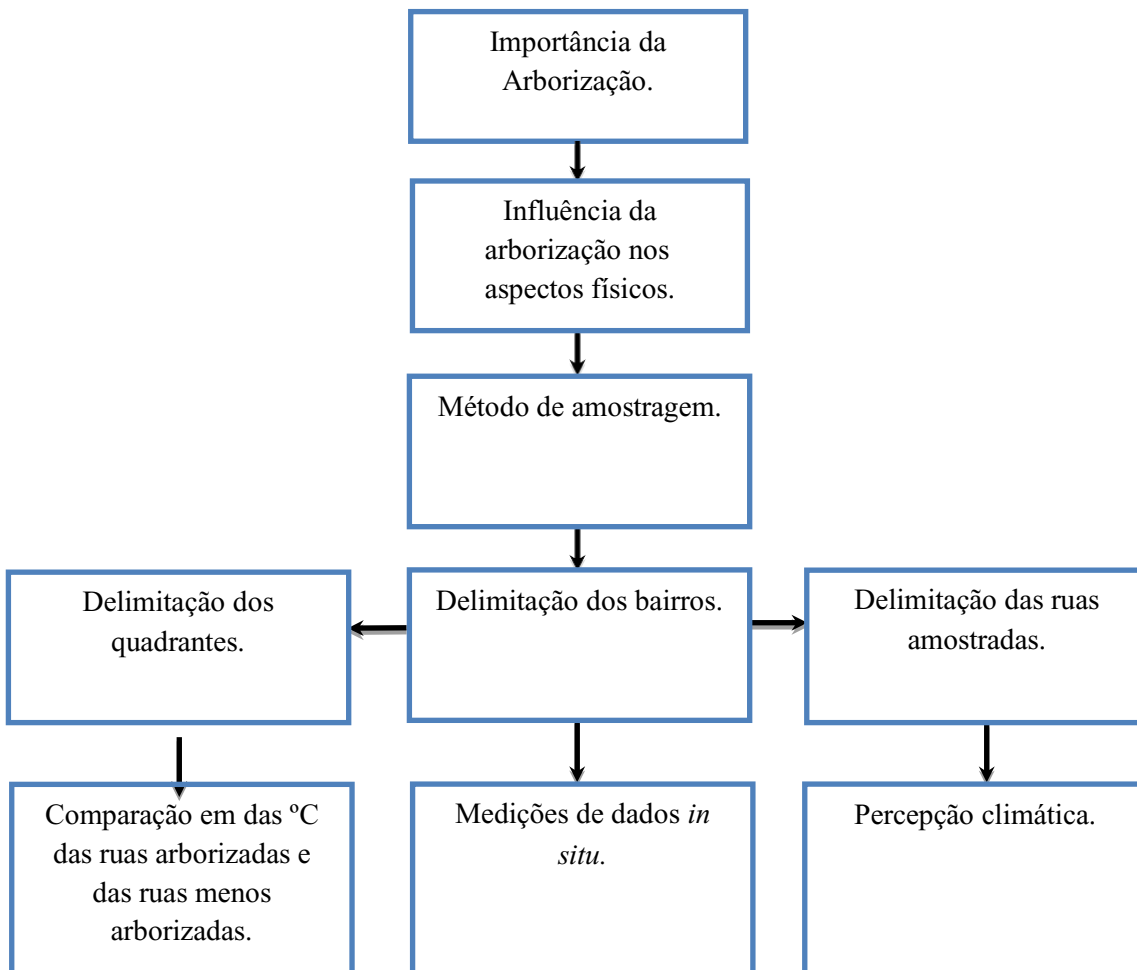 Importância da
Arborização.
Influência da
arborização nos
aspectos físicos.
Método de amostragem.
Delimitação dos
quadrantes.
Delimitação dos bairros.
Delimitação das ruas
amostradas.
Comparação em das ºC
das ruas arborizadas e
das ruas menos
arborizadas.
Medições de dados in
situ.
Percepção climática.